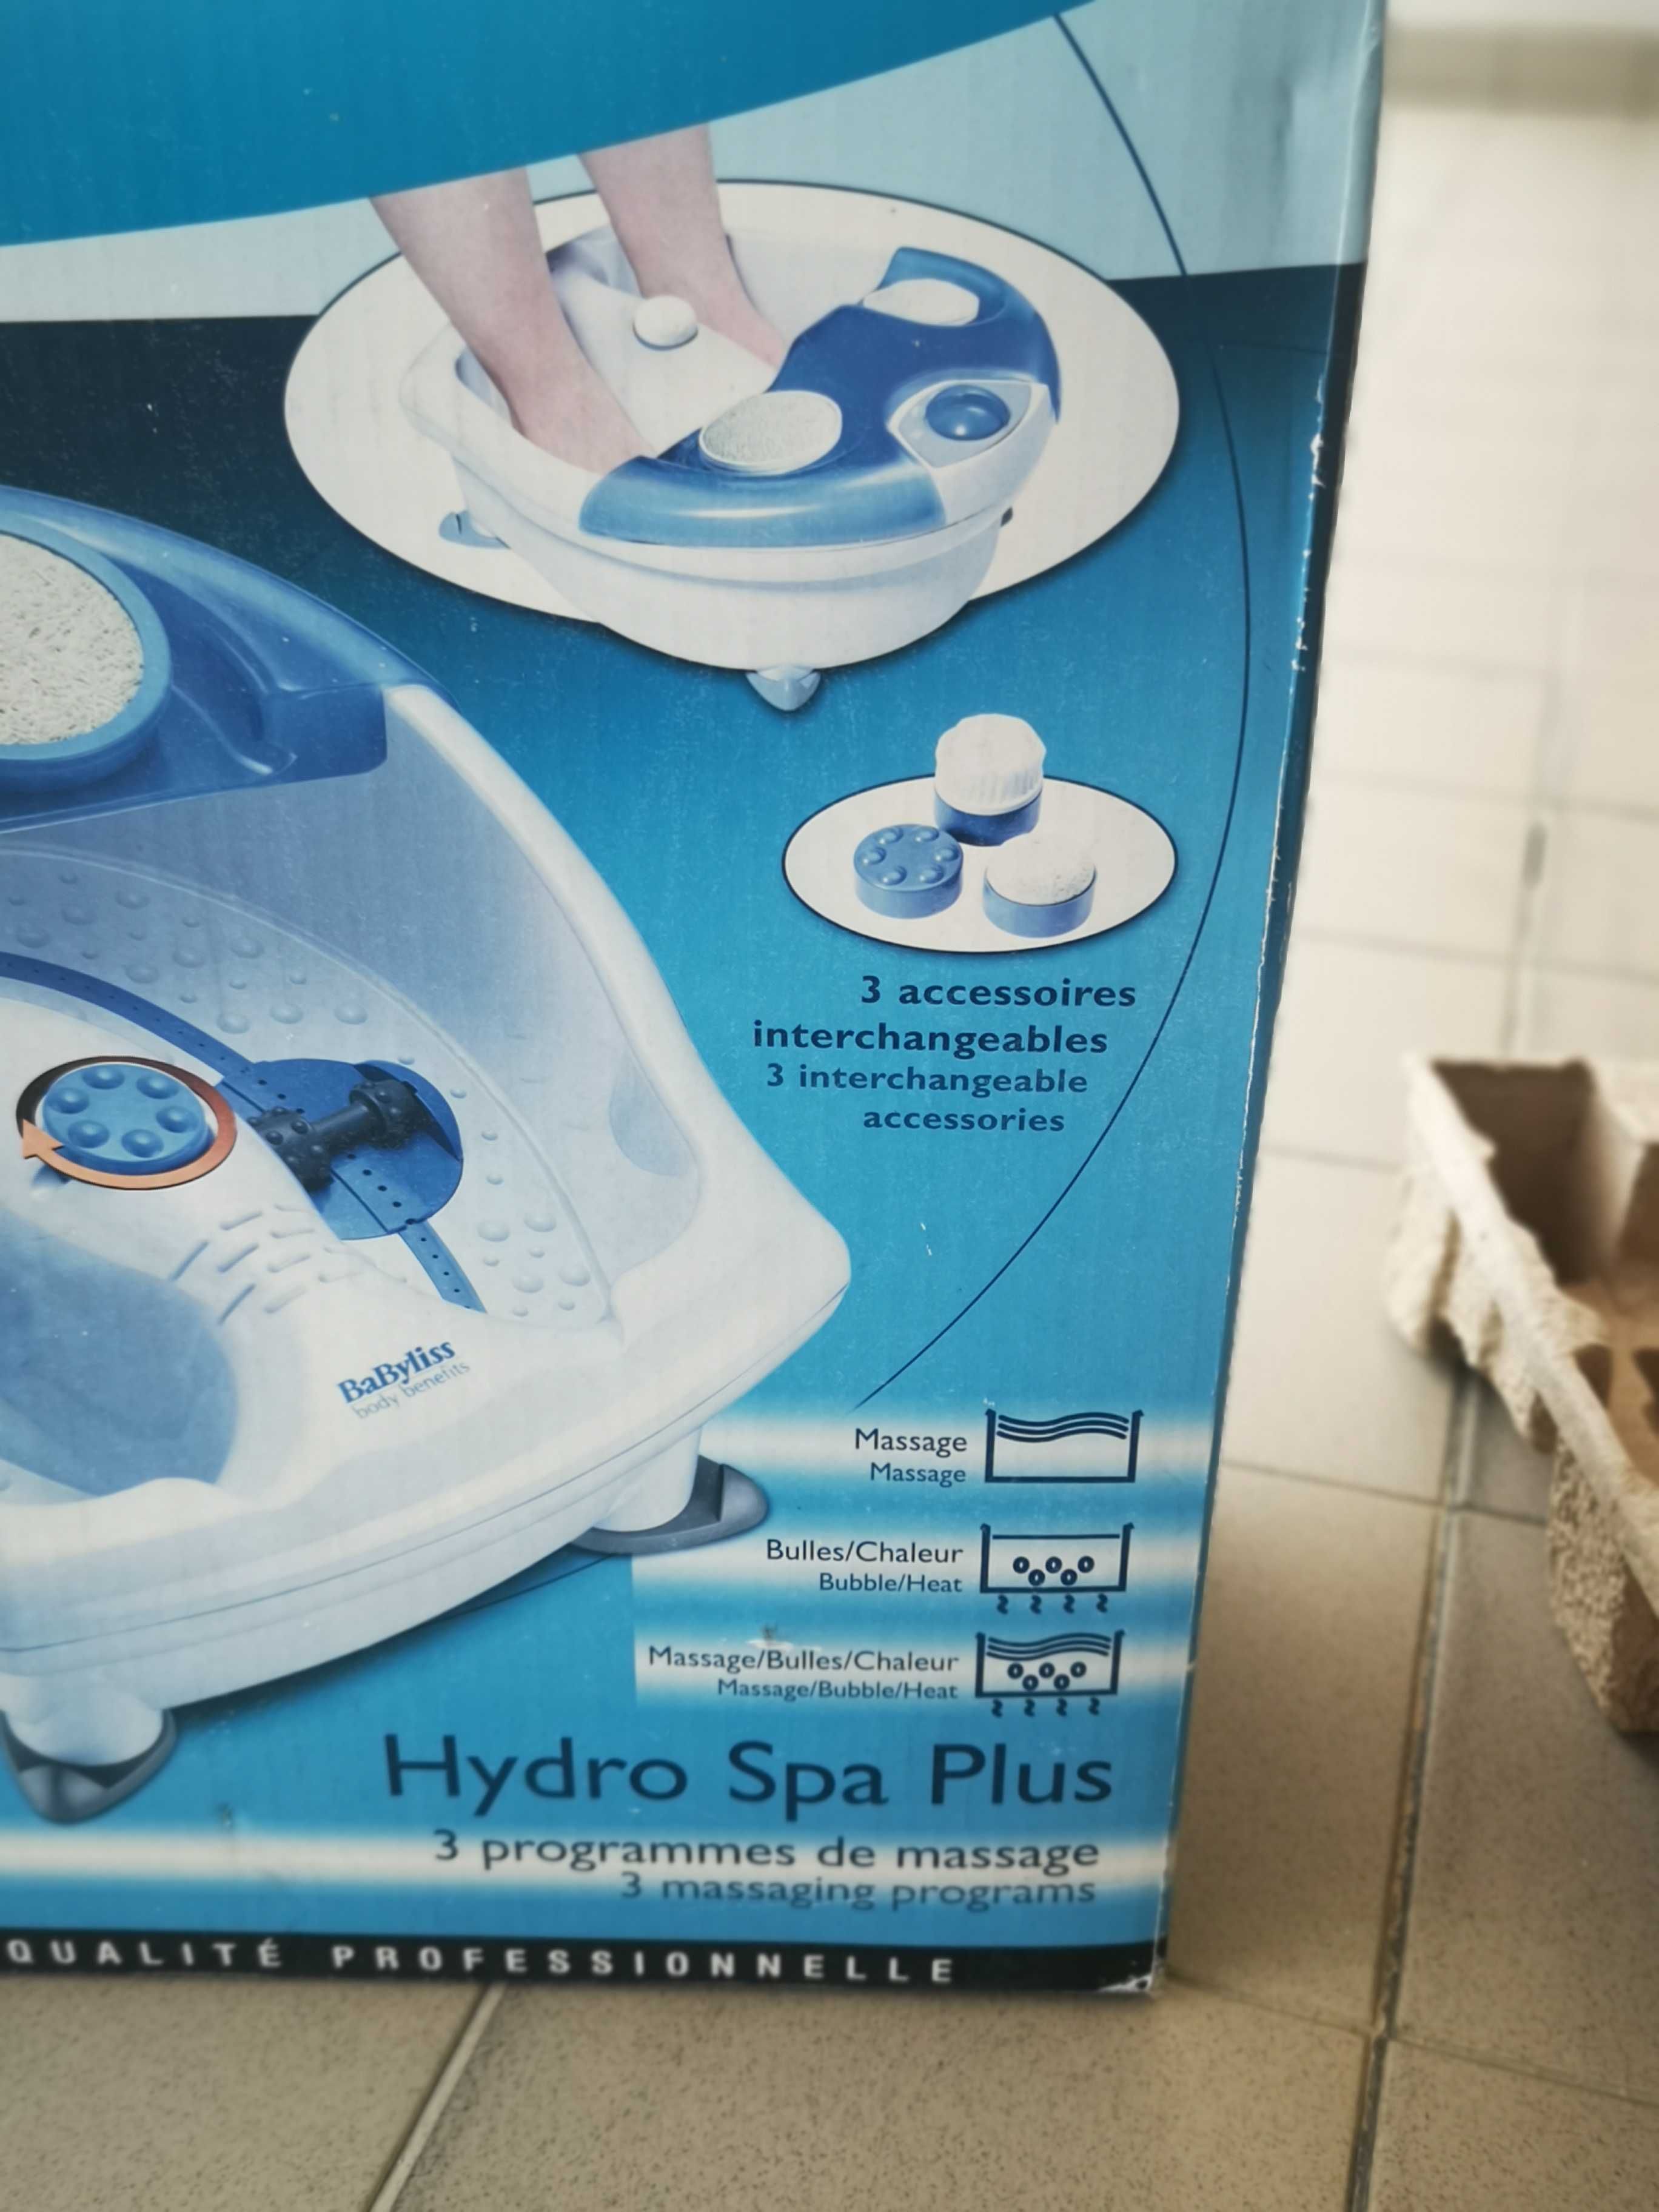 3 accessoires
interchangeables
3 interchangeable
accessories
BaByliss
body benefits
Massage
Massage
Bulles/Chaleur
Bubble/Heat
Massage/Bulles/Chaleur
Massage/Bubble/Heat
Hydro Spa Plus
3 programmes de massage
3 massaging programs
QUALITÉ PROFESSIONNELLE